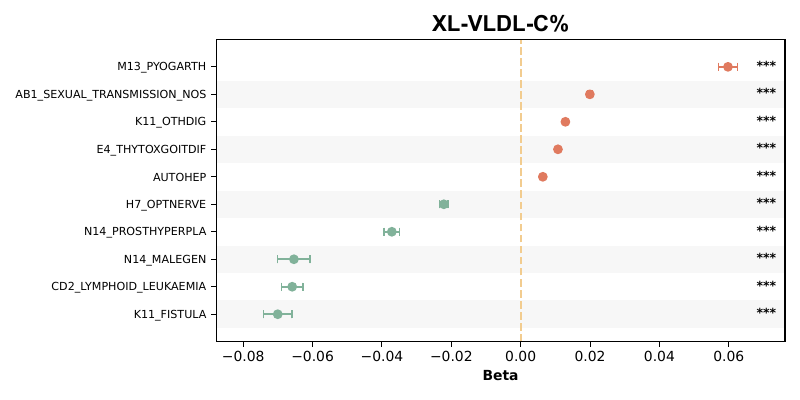 XL-VLDL-C%
M13_PYOGARTH ***
AB1_SEXUAL_TRANSMISSION_NOS ***
K11_OTHDIG ***
E4_THYTOXGOITDIF ***
AUTOHEP ***
H7_OPTNERVE ***
N14_PROSTHYPERPLA ***
N14_MALEGEN ***
CD2_LYMPHOID_LEUKAEMIA ***
K11_FISTULA ***
−0.08 −0.06 −0.04 −0.02 0.00 0.02 0.04 0.06
Beta